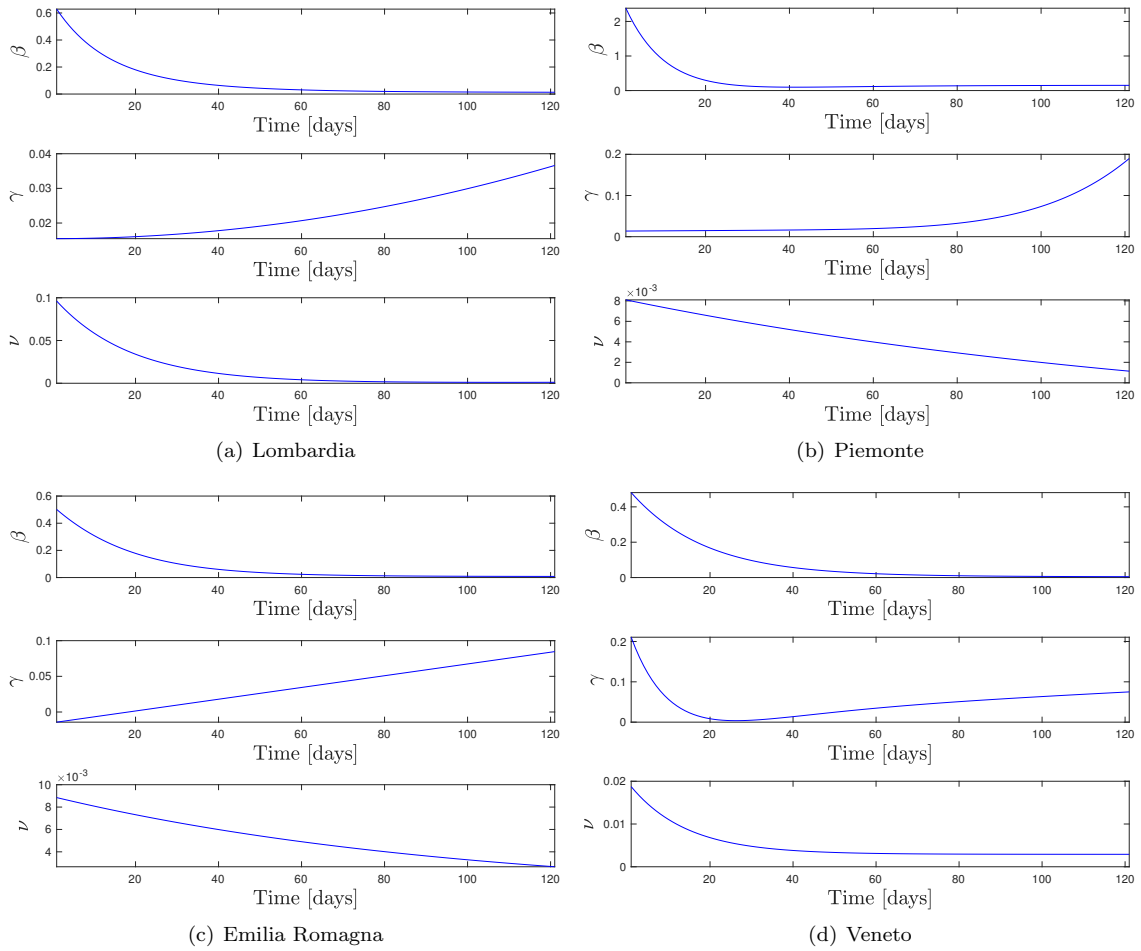 0.6
0.4
0.2
0
β
20 40 60 80 100 120
Time [days]
0.04
0.03
0.02
γ
20 40 60 80 100 120
Time [days]
0.1
0.05
0
ν
20 40 60 80 100 120
Time [days]
(a) Lombardia
2
1
0
β
20 40 60 80 100 120
Time [days]
0.2
0.1
0
γ
20 40 60 80 100 120
Time [days]
×10-3
8
6
4
2
0
ν
20 40 60 80 100 120
Time [days]
(b) Piemonte
0.6
0.4
0.2
0
β
20 40 60 80 100 120
Time [days]
0.1
0.05
0
γ
20 40 60 80 100 120
Time [days]
×10-3
10
8
6
4
ν
20 40 60 80 100 120
Time [days]
(c) Emilia Romagna
0.4
0.2
0
β
20 40 60 80 100 120
Time [days]
0.2
0.1
0
γ
20 40 60 80 100 120
Time [days]
0.02
0.01
0
ν
20 40 60 80 100 120
Time [days]
(d) Veneto